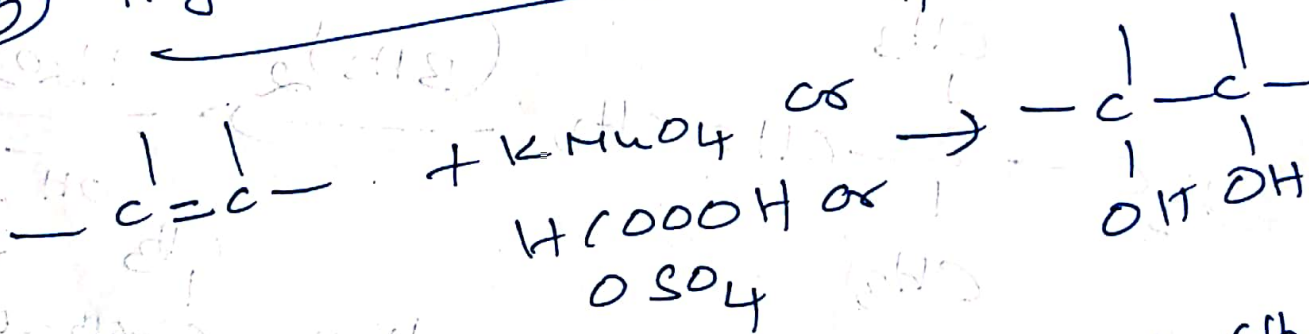 — C = C — + KMnO4 or → — C — C —
HCOOOH or OH OH
OSO4